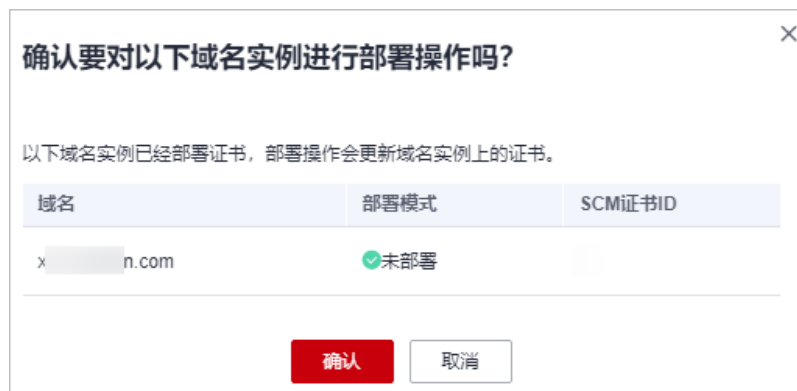 确认要对以下域名实例进行部署操作吗?
以下域名实例已经部署证书，部署操作会更新域名实例上的证书。
域名 部署模式 SCM证书ID
x n.com 未部署
确认 取消